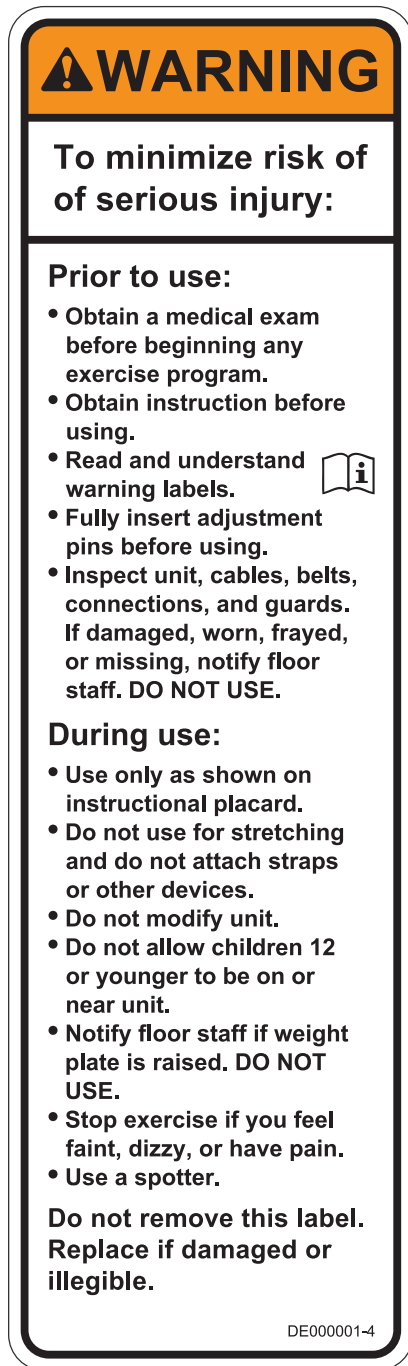 WARNING
To minimize risk of
of serious injury:
Prior to use:
• Obtain a medical exam
before beginning any
exercise program.
• Obtain instruction before
using.
• Read and understand
warning labels.
• Fully insert adjustment
pins before using.
• Inspect unit, cables, belts,
connections, and guards.
If damaged, worn, frayed,
or missing, notify floor
staff. DO NOT USE.
During use:
• Use only as shown on
instructional placard.
• Do not use for stretching
and do not attach straps
or other devices.
• Do not modify unit.
• Do not allow children 12
or younger to be on or
near unit.
• Notify floor staff if weight
plate is raised. DO NOT
USE.
• Stop exercise if you feel
faint, dizzy, or have pain.
• Use a spotter.
Do not remove this label.
Replace if damaged or
illegible.
DE000001-4